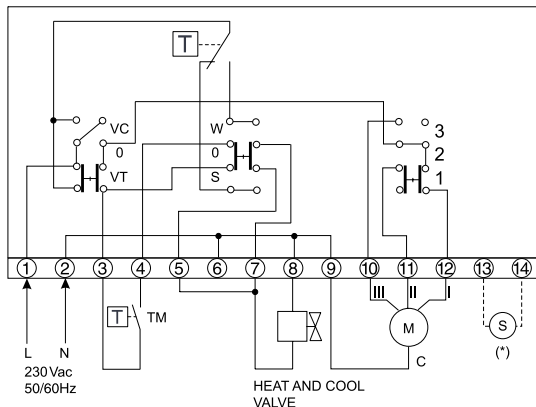 T
VC
W
3
0
0
2
VT
S
1
1 2 3 4 5 6 7 8 9 10 11 12 13 14
III II I
T TM
M
S
(*)
L N
C
230 Vac
50/60Hz
HEAT AND COOL
VALVE